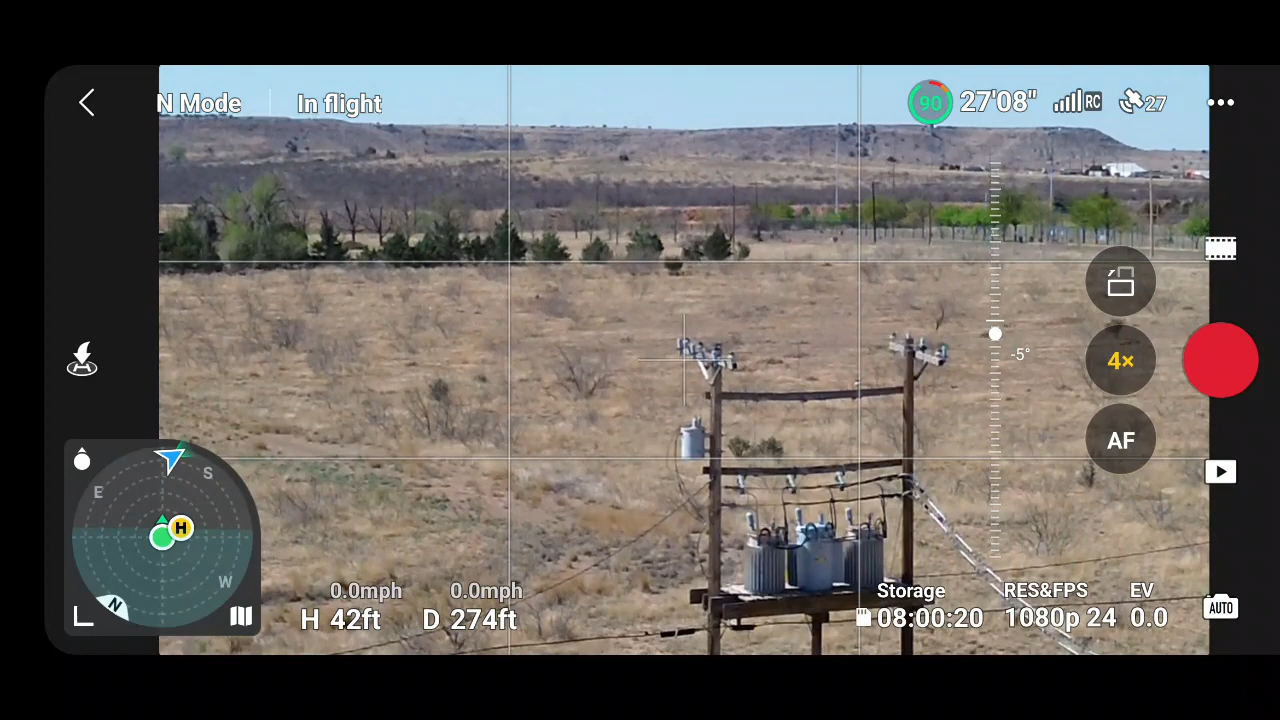 N Mode
In flight
90
27'08"
RC
27
-5°
4×
AF
S
E
H
W
N
0.0mph
0.0mph
H 42ft
D 274ft
Storage
08:00:20
RES&FPS
1080p 24
EV
0.0
AUTO